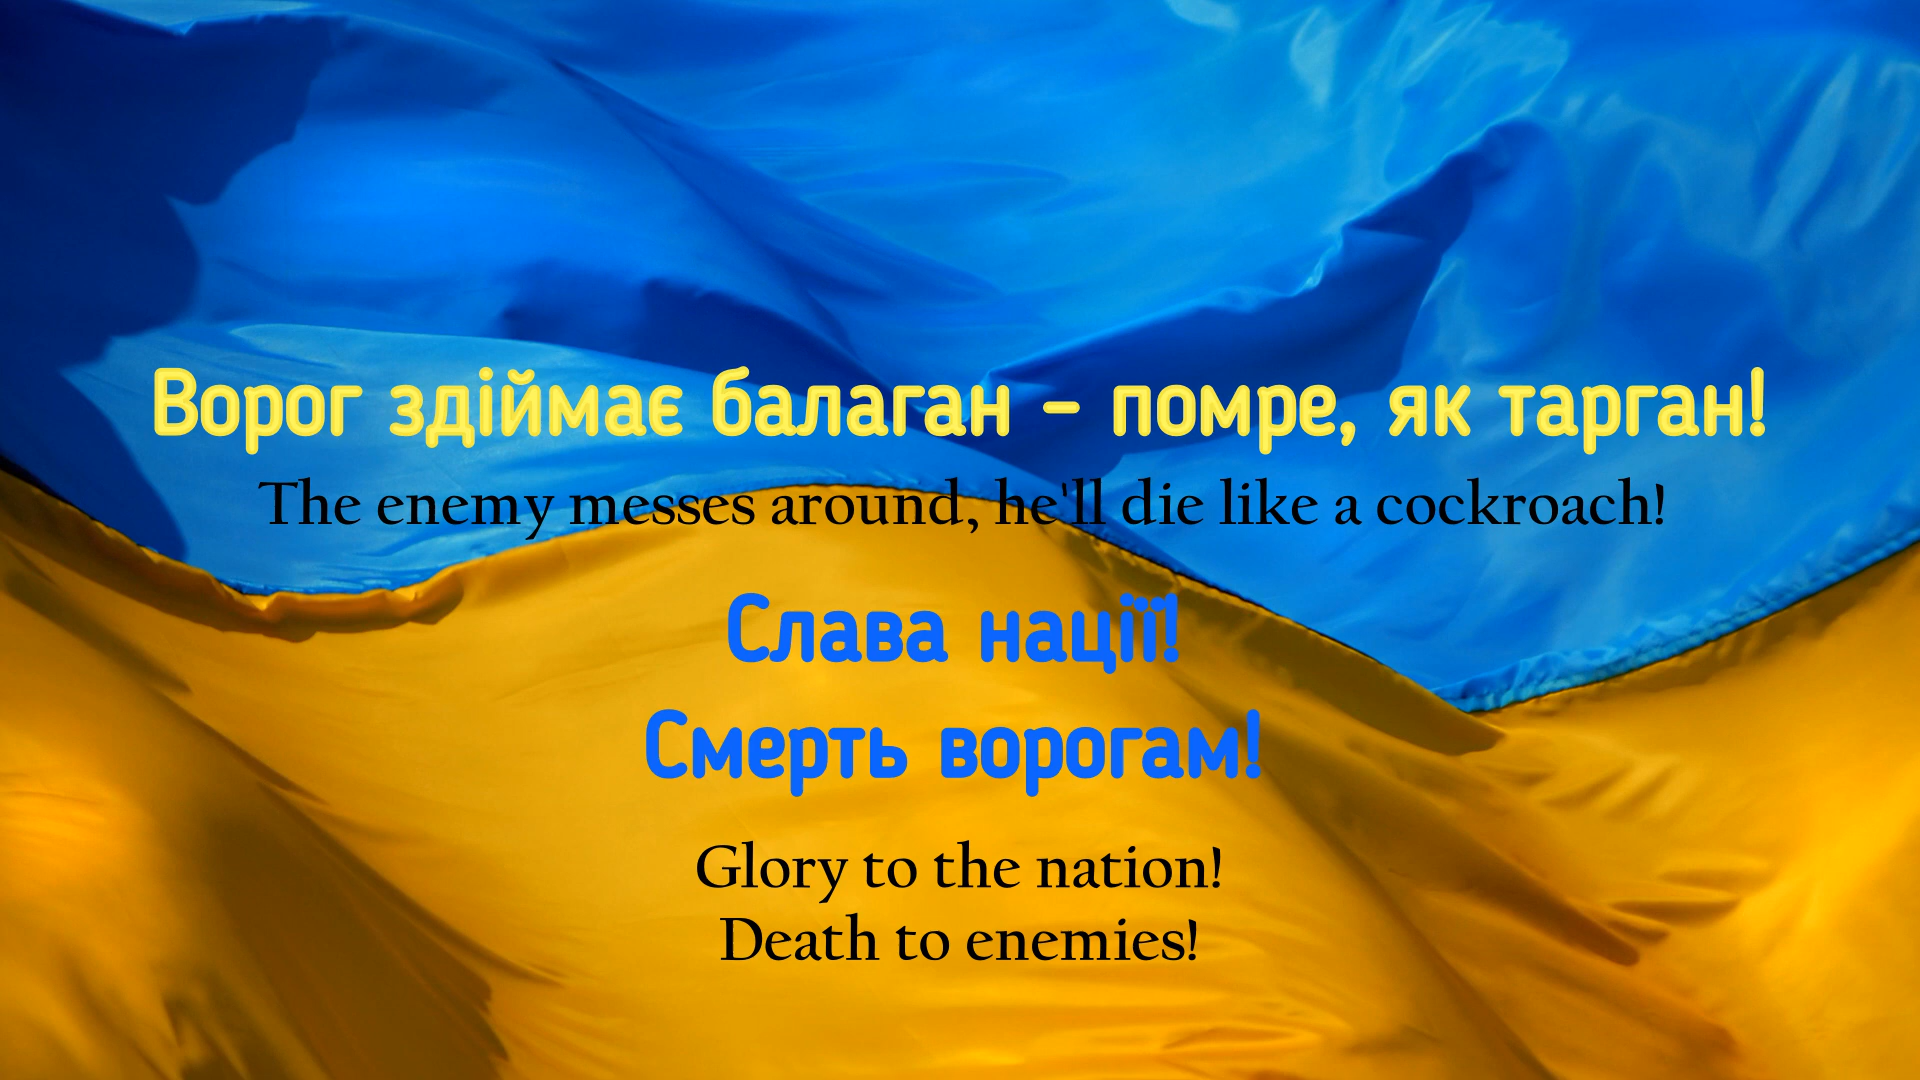 Ворог здіймає балаган – помре, як тарган!
The enemy messes around, he'll die like a cockroach!
Слава нації!
Смерть ворогам!
Glory to the nation!
Death to enemies!